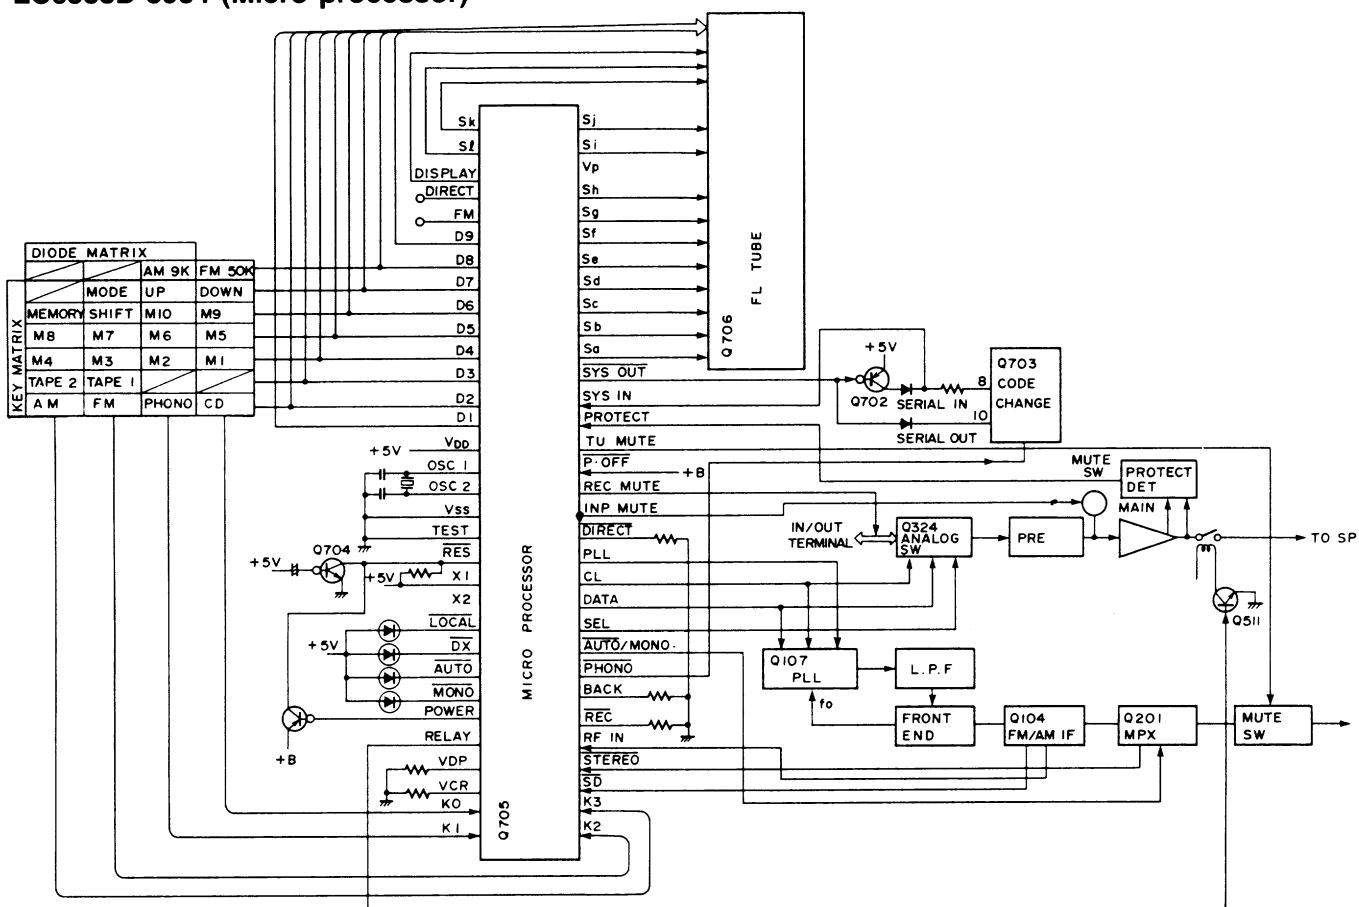 DIODE MATRIX
AM 9K FM 50K
MODE UP DOWN
MEMORY SHIFT M10 M9
M8 M7 M6 M5
M4 M3 M2 M1
TAPE 2 TAPE 1
AM FM PHONO CD
KEY MATRIX
Sk
Sℓ
DISPLAY
DIRECT
FM
D9
D8
D7
D6
D5
D4
D3
D2
D1
+5V VDD
OSC 1
OSC 2
VSS
TEST
Q704
RES
+5V
+5V X1
X2
LOCAL
+5V DX
AUTO
MONO
POWER
RELAY
+B
VDP
VCR
K0
K1
MICRO PROCESSOR
Q705
Sj
Si
Vp
Sh
Sg
Sf
Se
Sd
Sc
Sb
Sa
SYS OUT
SYS IN
PROTECT
TU MUTE
P·OFF +B
REC MUTE
INP MUTE
DIRECT
PLL
CL
DATA
SEL
AUTO/MONO
PHONO
BACK
REC
RF IN
STEREO
SD
K3
K2
FL TUBE
Q706
+5V
Q702
SERIAL IN
SERIAL OUT
8
10
Q703
CODE
CHANGE
MUTE
SW
PROTECT
DET
MAIN
IN/OUT
TERMINAL
Q324
ANALOG
SW
PRE
TO SP
Q511
Q107
PLL
L.P.F
fo
FRONT
END
Q104
FM/AM IF
Q201
MPX
MUTE
SW